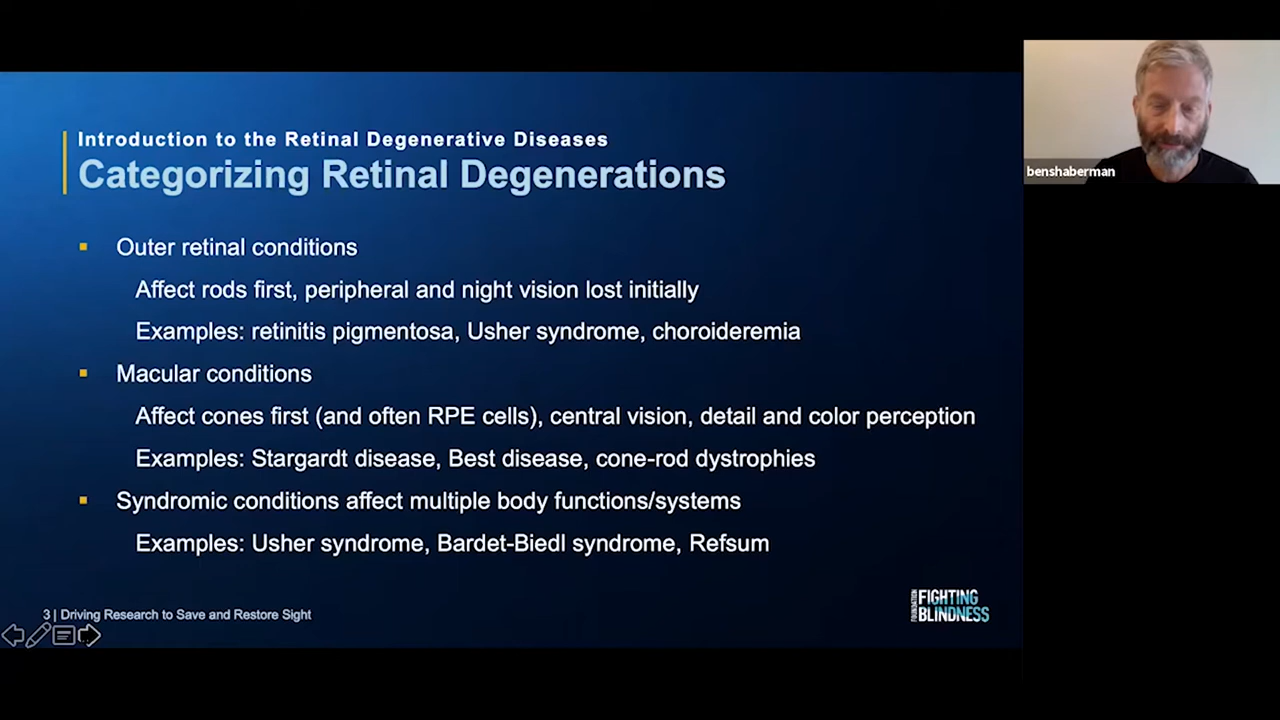 Introduction to the Retinal Degenerative Diseases
Categorizing Retinal Degenerations
Outer retinal conditions
Affect rods first, peripheral and night vision lost initially
Examples: retinitis pigmentosa, Usher syndrome, choroideremia
Macular conditions
Affect cones first (and often RPE cells), central vision, detail and color perception
Examples: Stargardt disease, Best disease, cone-rod dystrophies
Syndromic conditions affect multiple body functions/systems
Examples: Usher syndrome, Bardet-Biedl syndrome, Refsum
3 | Driving Research to Save and Restore Sight
FOUNDATION
FIGHTING
BLINDNESS
benshaberman